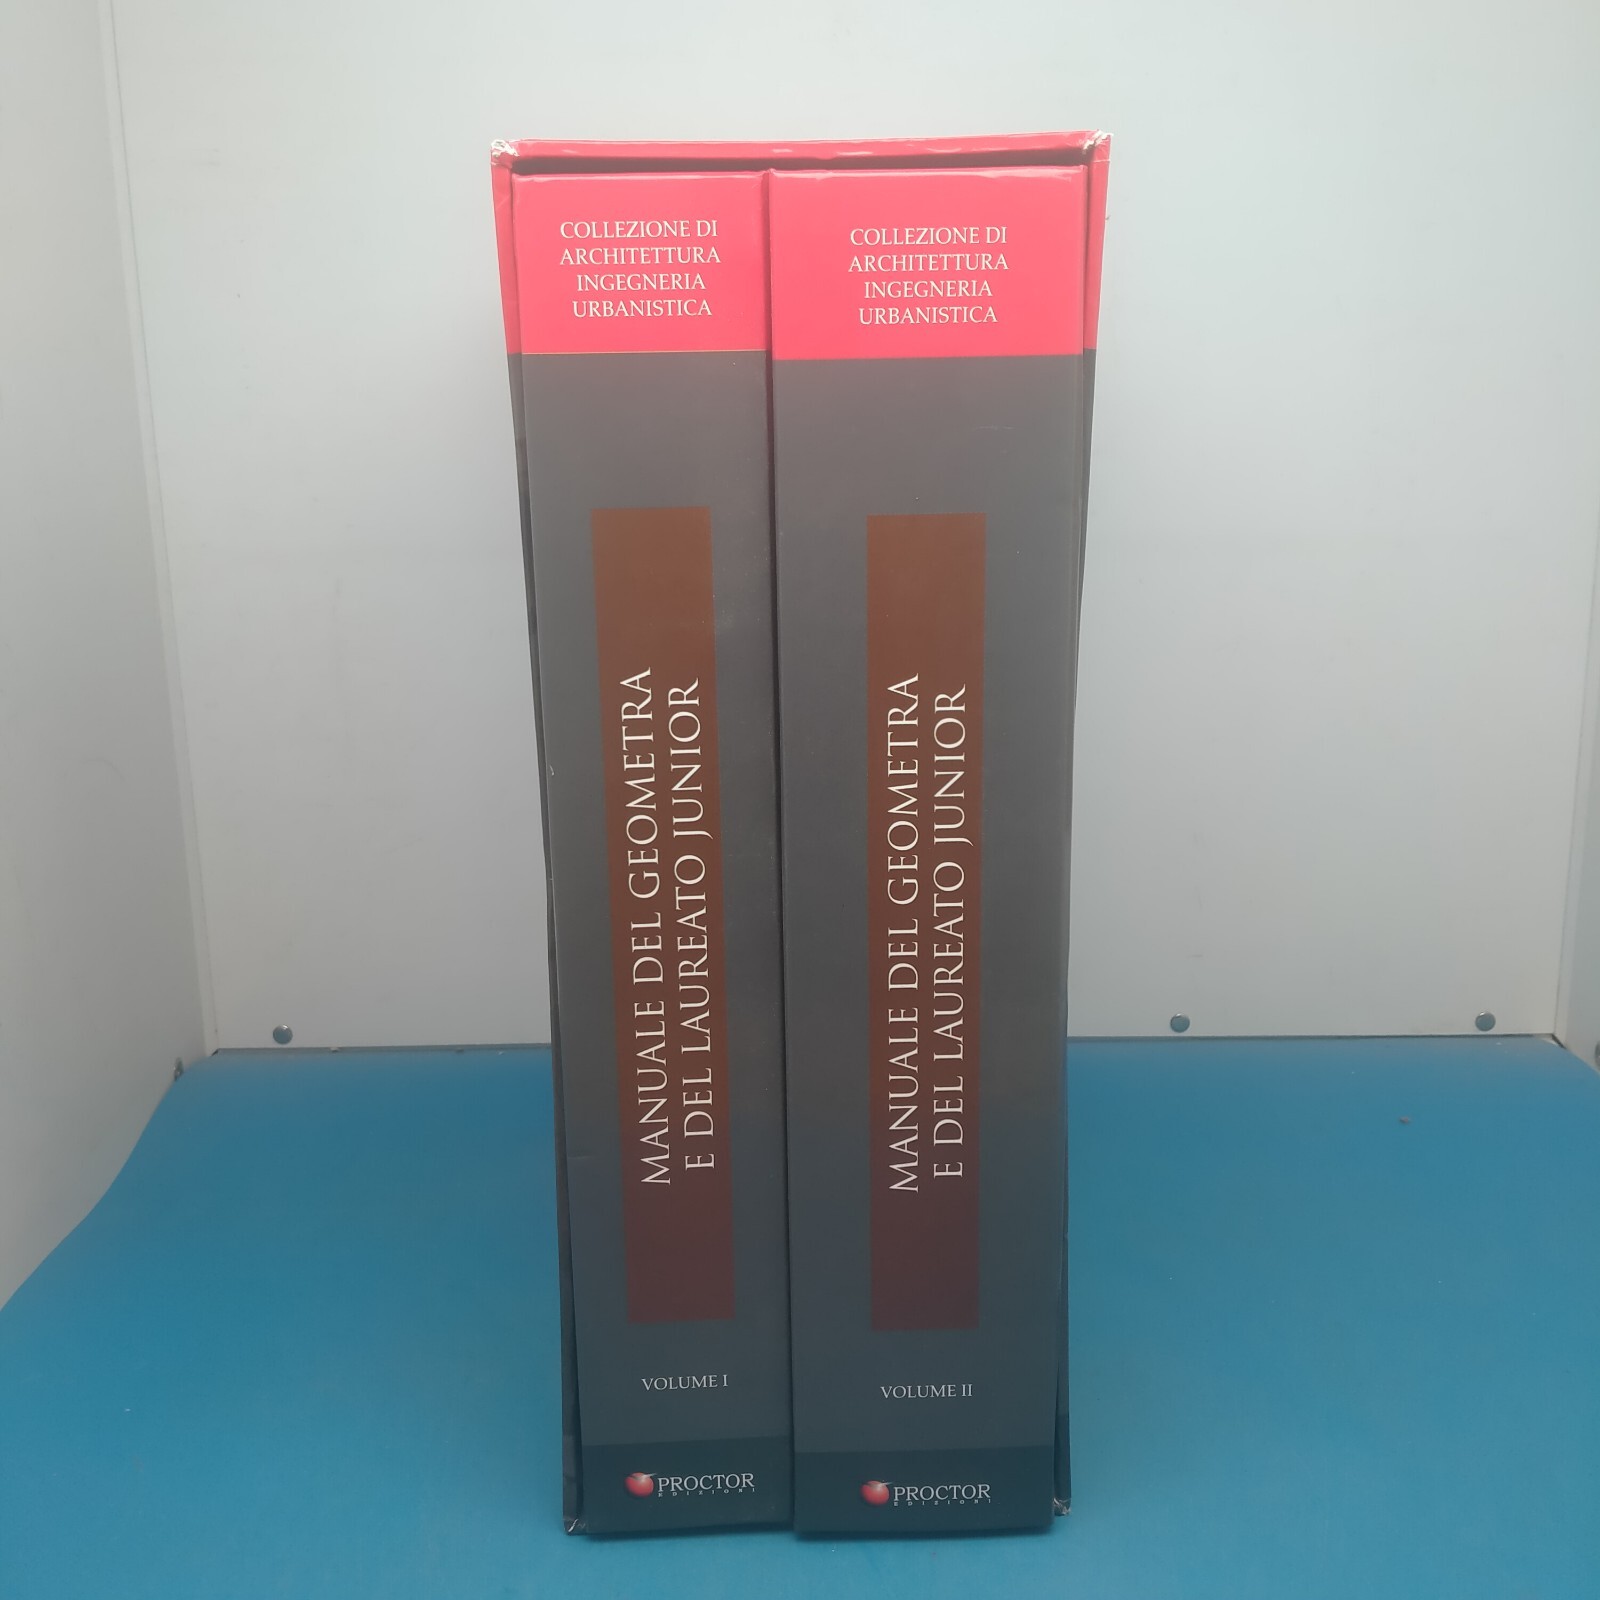 COLLEZIONE DI
ARCHITETTURA
INGEGNERIA
URBANISTICA
MANUALE DEL GEOMETRA
E DEL LAUREATO JUNIOR
VOLUME I
PROCTOR
EDIZIONI
COLLEZIONE DI
ARCHITETTURA
INGEGNERIA
URBANISTICA
MANUALE DEL GEOMETRA
E DEL LAUREATO JUNIOR
VOLUME II
PROCTOR
EDIZIONI